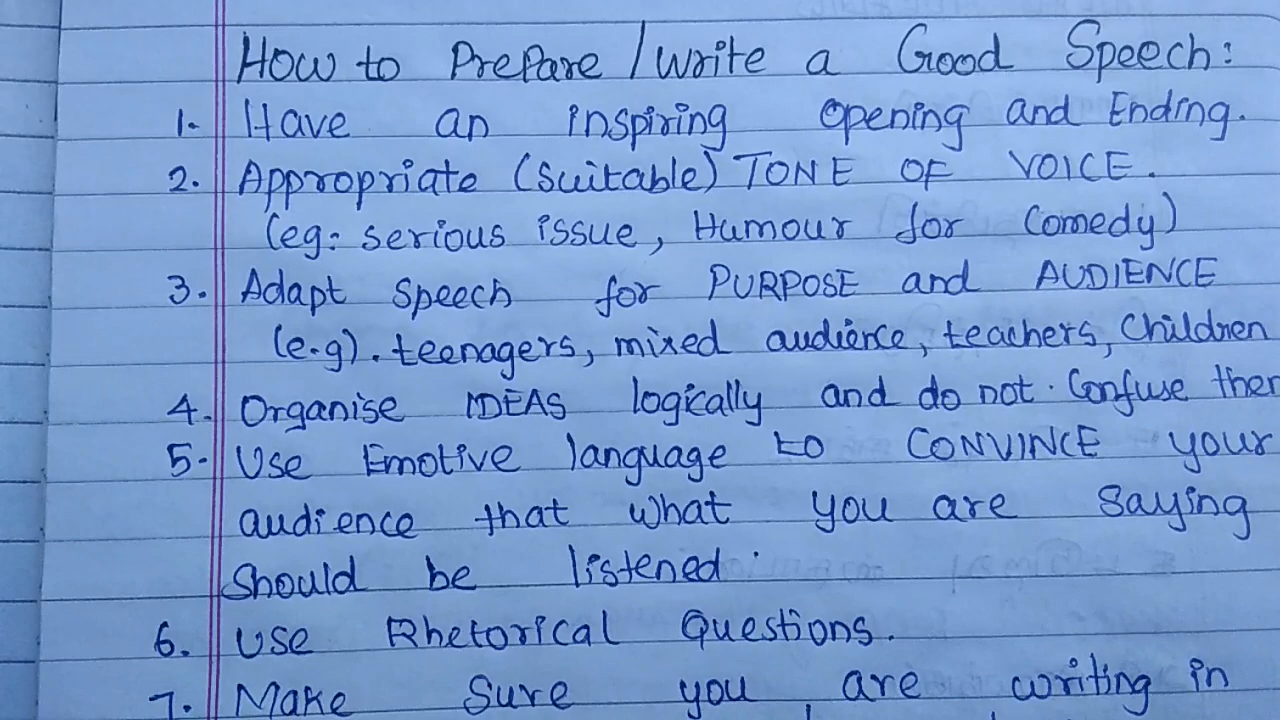 How to Prepare / write a Good Speech:
1. Have an inspiring opening and Ending.
2. Appropriate (suitable) TONE OF VOICE.
(eg: serious issue, Humour for Comedy)
3. Adapt speech for PURPOSE and AUDIENCE
(e.g). teenagers, mixed audience, teachers, children
4. Organise IDEAS logically and do not. Confuse
5. Use Emotive language to CONVINCE your
audience that what you are saying
should be listened.
6. Use Rhetorical Questions.
7. Make sure you are writing in